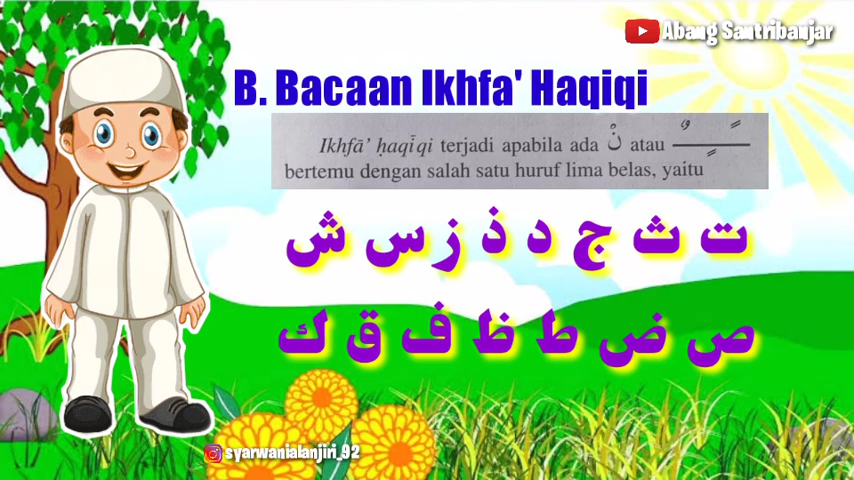 Abang Santribanjar
B. Bacaan Ikhfa' Haqiqi
Ikhfā' ḥaqīqi terjadi apabila ada نْ atau ـٌـًـٍ
bertemu dengan salah satu huruf lima belas, yaitu
ت ث ج د ذ ز س ش
ص ض ط ظ ف ق ك
syarwanialanjiri_92